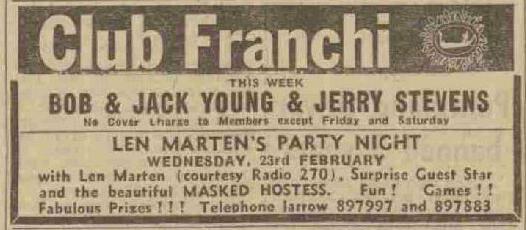 Club Franchi
THIS WEEK
BOB & JACK YOUNG & JERRY STEVENS
No Cover Charge to Members except Friday and Saturday
LEN MARTEN'S PARTY NIGHT
WEDNESDAY, 23rd FEBRUARY
with Len Marten (courtesy Radio 270), Surprise Guest Star
and the beautiful MASKED HOSTESS. Fun! Games!!
Fabulous Prizes!!! Telephone Jarrow 897997 and 897883